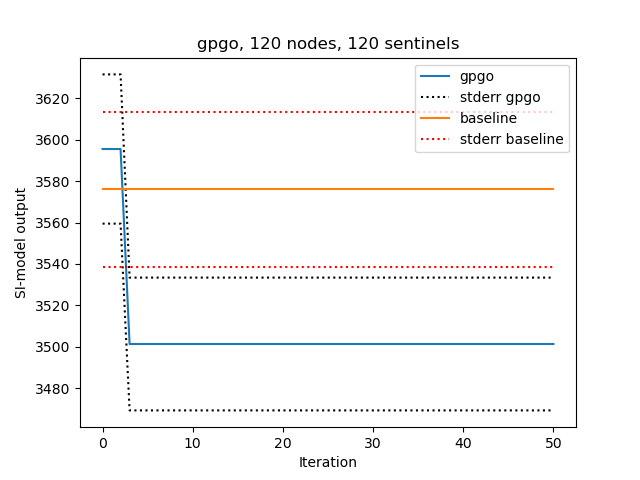 gpgo, 120 nodes, 120 sentinels
gpgo
stderr gpgo
baseline
stderr baseline
SI-model output
3620
3600
3580
3560
3540
3520
3500
3480
0 10 20 30 40 50
Iteration